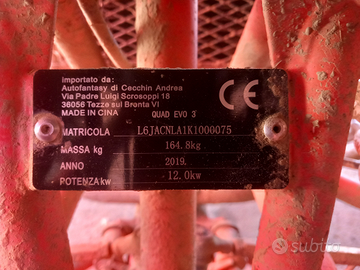 importato da:
Autofantasy di Cecchin Andrea
Via Padre Luigi Scrosoppi 18
36056 Tezze sul Brenta VI
MADE IN CINA QUAD EVO 3
CE
MATRICOLA L6JACNLA1K1000075
MASSA kg 164.8kg
ANNO 2019.
POTENZA kw 12.0kw
subito